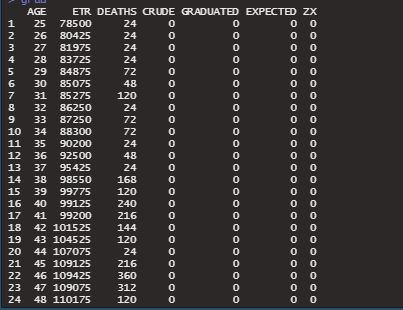 AGE ETR DEATHS CRUDE GRADUATED EXPECTED ZX
1 25 78500 24 0 0 0 0
2 26 80425 24 0 0 0 0
3 27 81975 24 0 0 0 0
4 28 83725 24 0 0 0 0
5 29 84875 72 0 0 0 0
6 30 85075 48 0 0 0 0
7 31 85275 120 0 0 0 0
8 32 86250 24 0 0 0 0
9 33 87250 72 0 0 0 0
10 34 88300 72 0 0 0 0
11 35 90200 24 0 0 0 0
12 36 92500 48 0 0 0 0
13 37 95425 24 0 0 0 0
14 38 98550 168 0 0 0 0
15 39 99775 120 0 0 0 0
16 40 99125 240 0 0 0 0
17 41 99200 216 0 0 0 0
18 42 101525 144 0 0 0 0
19 43 104525 120 0 0 0 0
20 44 107075 24 0 0 0 0
21 45 109125 216 0 0 0 0
22 46 109425 360 0 0 0 0
23 47 109075 312 0 0 0 0
24 48 110175 120 0 0 0 0